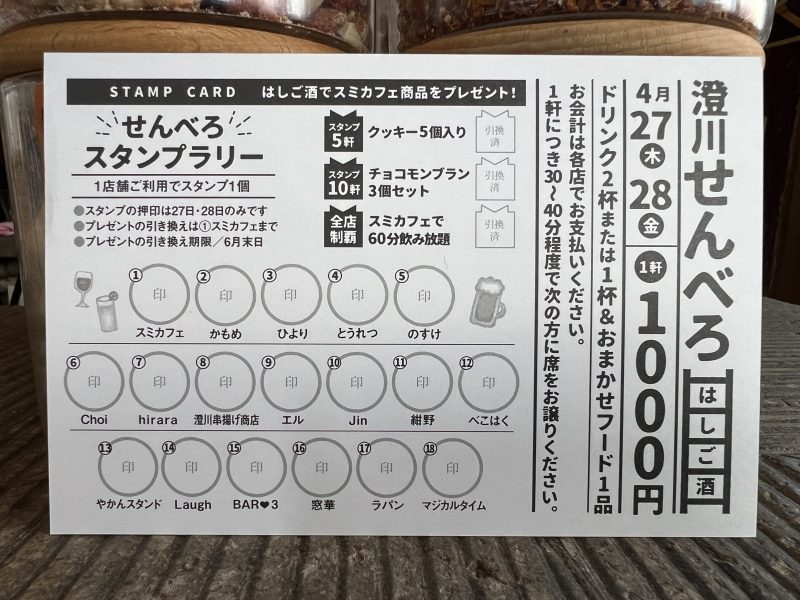 澄川せんべろ はしご酒
4月27木 28金
1軒1000円
ドリンク2杯または1杯&おまかせフード1品
お会計は各店でお支払いください。
1軒につき30〜40分程度で次の方に席をお譲りください。
STAMP CARD はしご酒でスミカフェ商品をプレゼント!
せんべろ
スタンプラリー
1店舗ご利用でスタンプ1個
●スタンプの押印は27日・28日のみです
●プレゼントの引き換えは①スミカフェまで
●プレゼントの引き換え期限/6月末日
スタンプ
5軒
クッキー5個入り
引換
済
スタンプ
10軒
チョコモンブラン
3個セット
引換
済
全店
制覇
スミカフェで
60分飲み放題
引換
済
① 印 ② 印 ③ 印 ④ 印 ⑤ 印
スミカフェ かもめ ひより とうれつ のすけ
⑥ 印 ⑦ 印 ⑧ 印 ⑨ 印 ⑩ 印 ⑪ 印 ⑫ 印
Choi hirara 澄川串揚げ商店 エル Jin 紺野 べこはく
⑬ 印 ⑭ 印 ⑮ 印 ⑯ 印 ⑰ 印 ⑱ 印
やかんスタンド Laugh BAR♥3 窓華 ラパン マジカルタイム